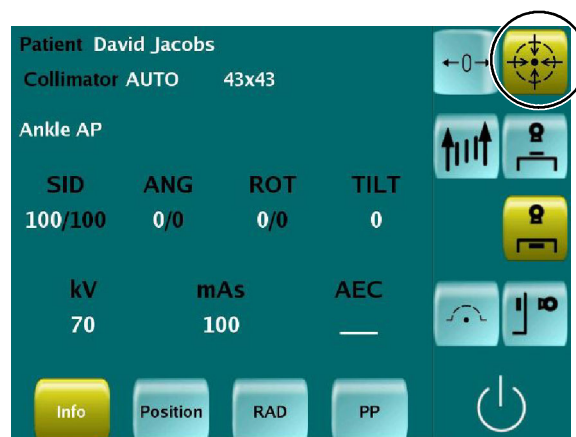 Patient David Jacobs
Collimator AUTO 43x43
Ankle AP
SID ANG ROT TILT
100/100 0/0 0/0 0
kV mAs AEC
70 100
Info Position RAD PP
←0→